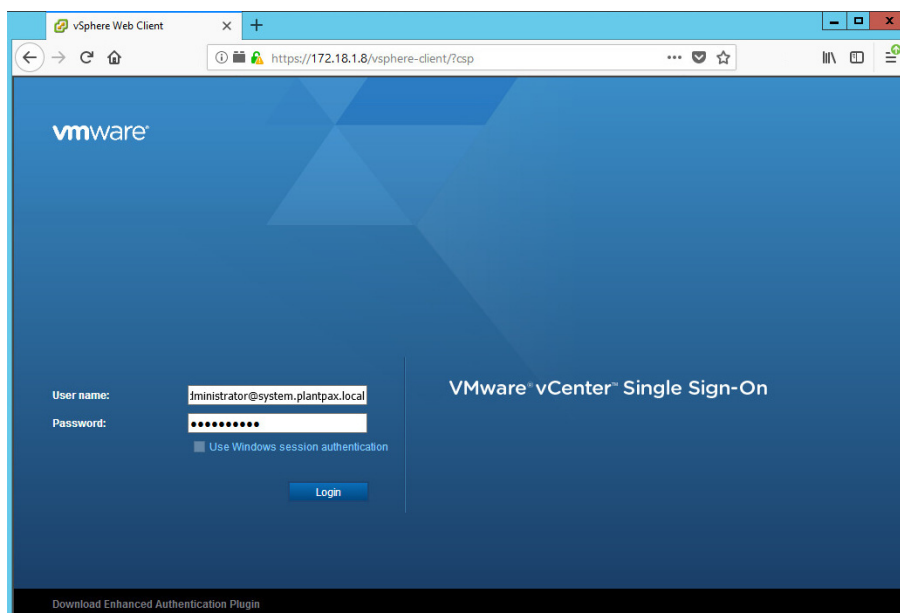 vSphere Web Client
https://172.18.1.8/vsphere-client/?csp
vmware®
User name:
dministrator@system.plantpax.local
Password:
Use Windows session authentication
Login
VMware® vCenter™ Single Sign-On
Download Enhanced Authentication Plugin